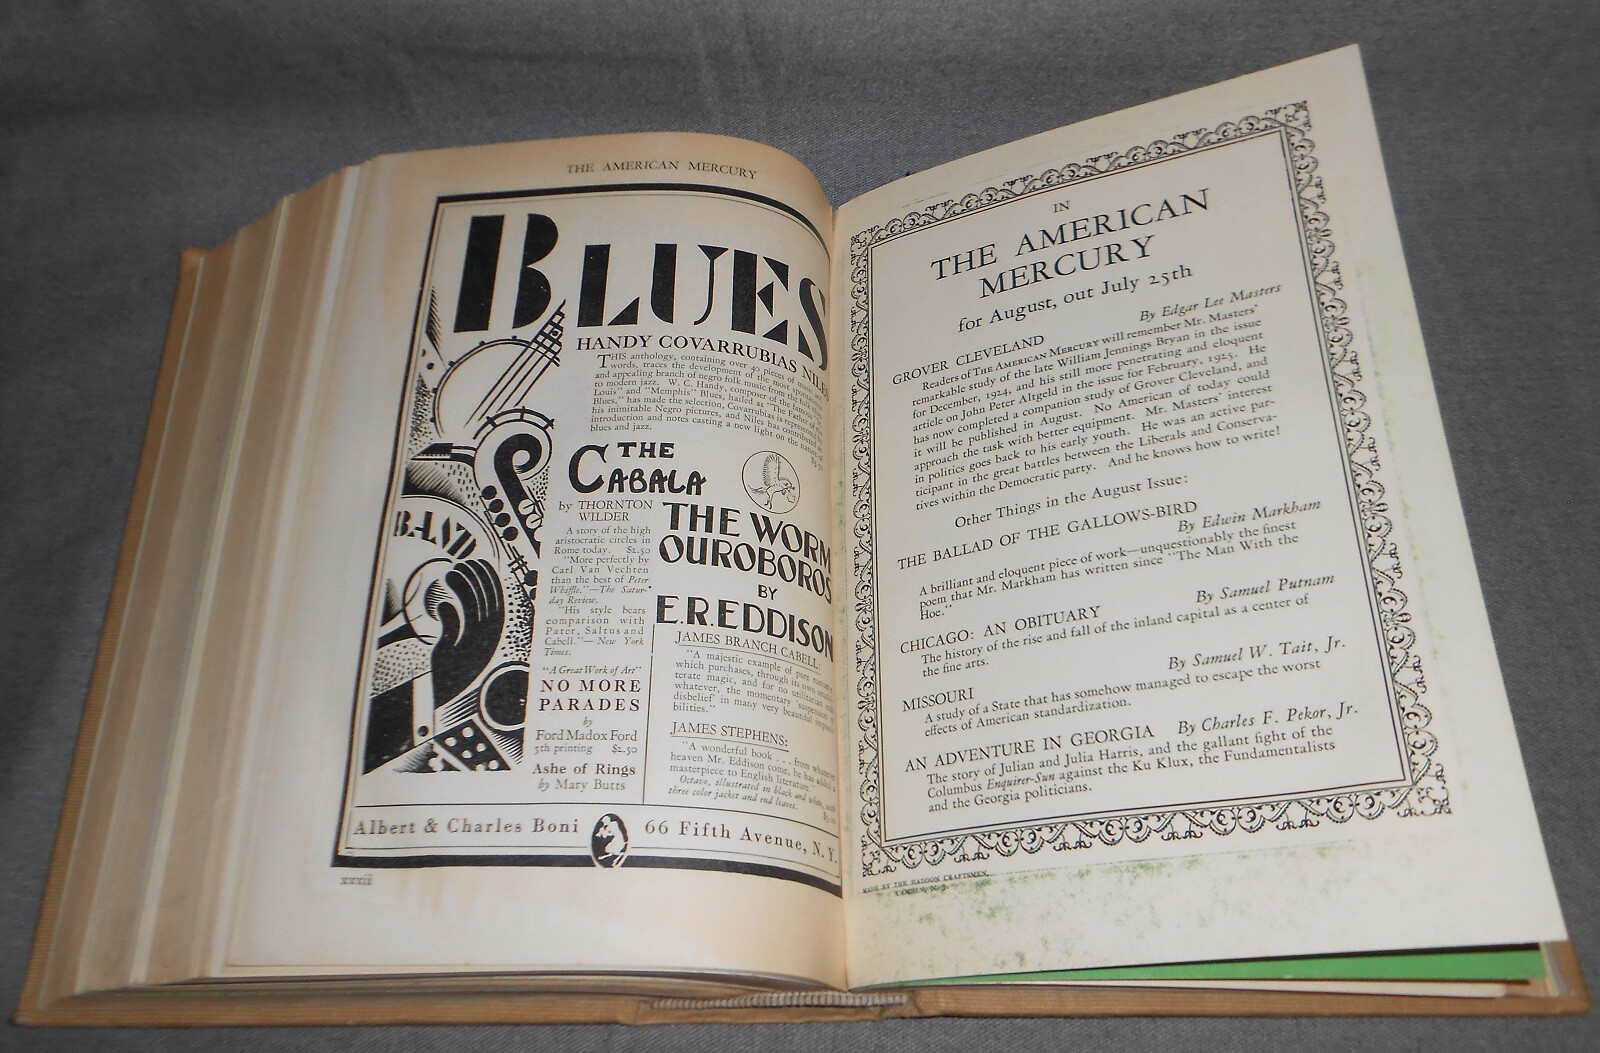 THE AMERICAN MERCURY
BLUES
HANDY COVARRUBIAS NILES
THIS anthology, containing over 40 pieces of music and
words, traces the development of the most
and appealing branch of negro folk music from the folk blues
to modern jazz. W. C. Handy, composer of the famous "St.
Louis" and "Memphis" Blues, hailed as "The Father of the
Blues," has made the selection, Covarrubias is represented by
his inimitable Negro pictures, and Niles has contributed an
introduction and notes casting a new light on the nature of
blues and jazz.
BAND
THE
CABALA
by THORNTON
WILDER
A story of the high
aristocratic circles in
Rome today. $2.50
"More perfectly by
Carl Van Vechten
than the best of Peter
Whiffle."—The Satur-
day Review.
"His style bears
comparison with
Pater, Saltus and
Cabell."—New York
Times.
"A Great Work of Art"
NO MORE
PARADES
by
Ford Madox Ford
5th printing $2.50
Ashe of Rings
by Mary Butts
THE WORM
OUROBOROS
BY
E.R.EDDISON
JAMES BRANCH CABELL:
"A majestic example of pure romance,
which purchases, through its own
terate magic, and for no utilitarian
whatever, the momentary suspension of
disbelief in many very beautiful
bilities."
JAMES STEPHENS:
"A wonderful book . . . from whatever
heaven Mr. Eddison come, he has added a
masterpiece to English literature."
Octavo, illustrated in black and white, with
three color jacket and end leaves.
Albert & Charles Boni 66 Fifth Avenue, N. Y.
xxxii
IN
THE AMERICAN
MERCURY
for August, out July 25th
GROVER CLEVELAND By Edgar Lee Masters
Readers of THE AMERICAN MERCURY will remember Mr. Masters'
remarkable study of the late William Jennings Bryan in the issue
for December, 1924, and his still more penetrating and eloquent
article on John Peter Altgeld in the issue for February, 1925. He
has now completed a companion study of Grover Cleveland, and
it will be published in August. No American of today could
approach the task with better equipment. Mr. Masters' interest
in politics goes back to his early youth. He was an active par-
ticipant in the great battles between the Liberals and Conserva-
tives within the Democratic party. And he knows how to write!
Other Things in the August Issue:
THE BALLAD OF THE GALLOWS-BIRD
By Edwin Markham
A brilliant and eloquent piece of work—unquestionably the finest
poem that Mr. Markham has written since "The Man With the
Hoe."
CHICAGO: AN OBITUARY By Samuel Putnam
The history of the rise and fall of the inland capital as a center of
the fine arts.
MISSOURI By Samuel W. Tait, Jr.
A study of a State that has somehow managed to escape the worst
effects of American standardization.
AN ADVENTURE IN GEORGIA By Charles F. Pekor, Jr.
The story of Julian and Julia Harris, and the gallant fight of the
Columbus Enquirer-Sun against the Ku Klux, the Fundamentalists
and the Georgia politicians.
MADE BY THE HADDON CRAFTSMEN,
CAMDEN, N. J.